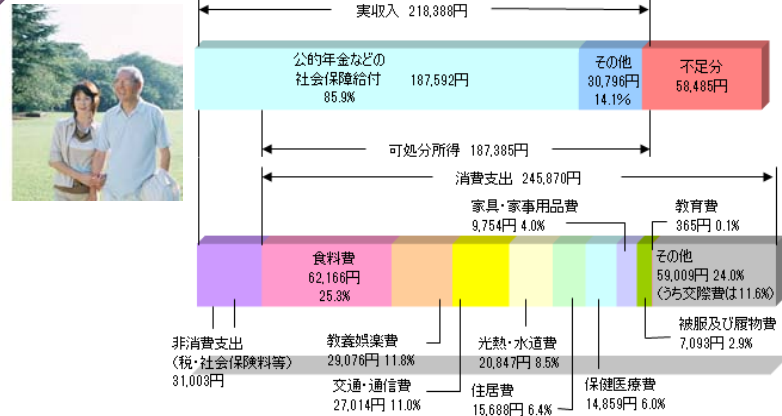 実収入 218,388円
公的年金などの
社会保障給付 187,592円
85.9%
その他
30,796円
14.1%
不足分
58,485円
可処分所得 187,385円
消費支出 245,870円
家具・家事用品費
9,754円 4.0%
教育費
365円 0.1%
食料費
62,166円
25.3%
その他
59,009円 24.0%
(うち交際費は11.6%)
非消費支出
(税・社会保険料等)
31,003円
教養娯楽費
29,076円 11.8%
交通・通信費
27,014円 11.0%
光熱・水道費
20,847円 8.5%
住居費
15,688円 6.4%
保健医療費
14,859円 6.0%
被服及び履物費
7,093円 2.9%